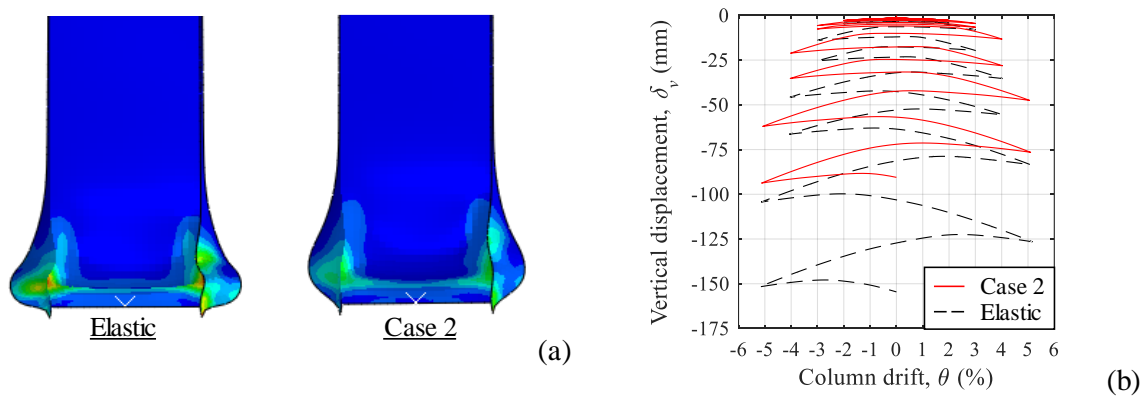 Elastic
Case 2
(a)
0
-25
-50
-75
-100
-125
-150
-175
Vertical displacement, δv (mm)
-6 -5 -4 -3 -2 -1 0 1 2 3 4 5 6
Column drift, θ (%)
Case 2
Elastic
(b)